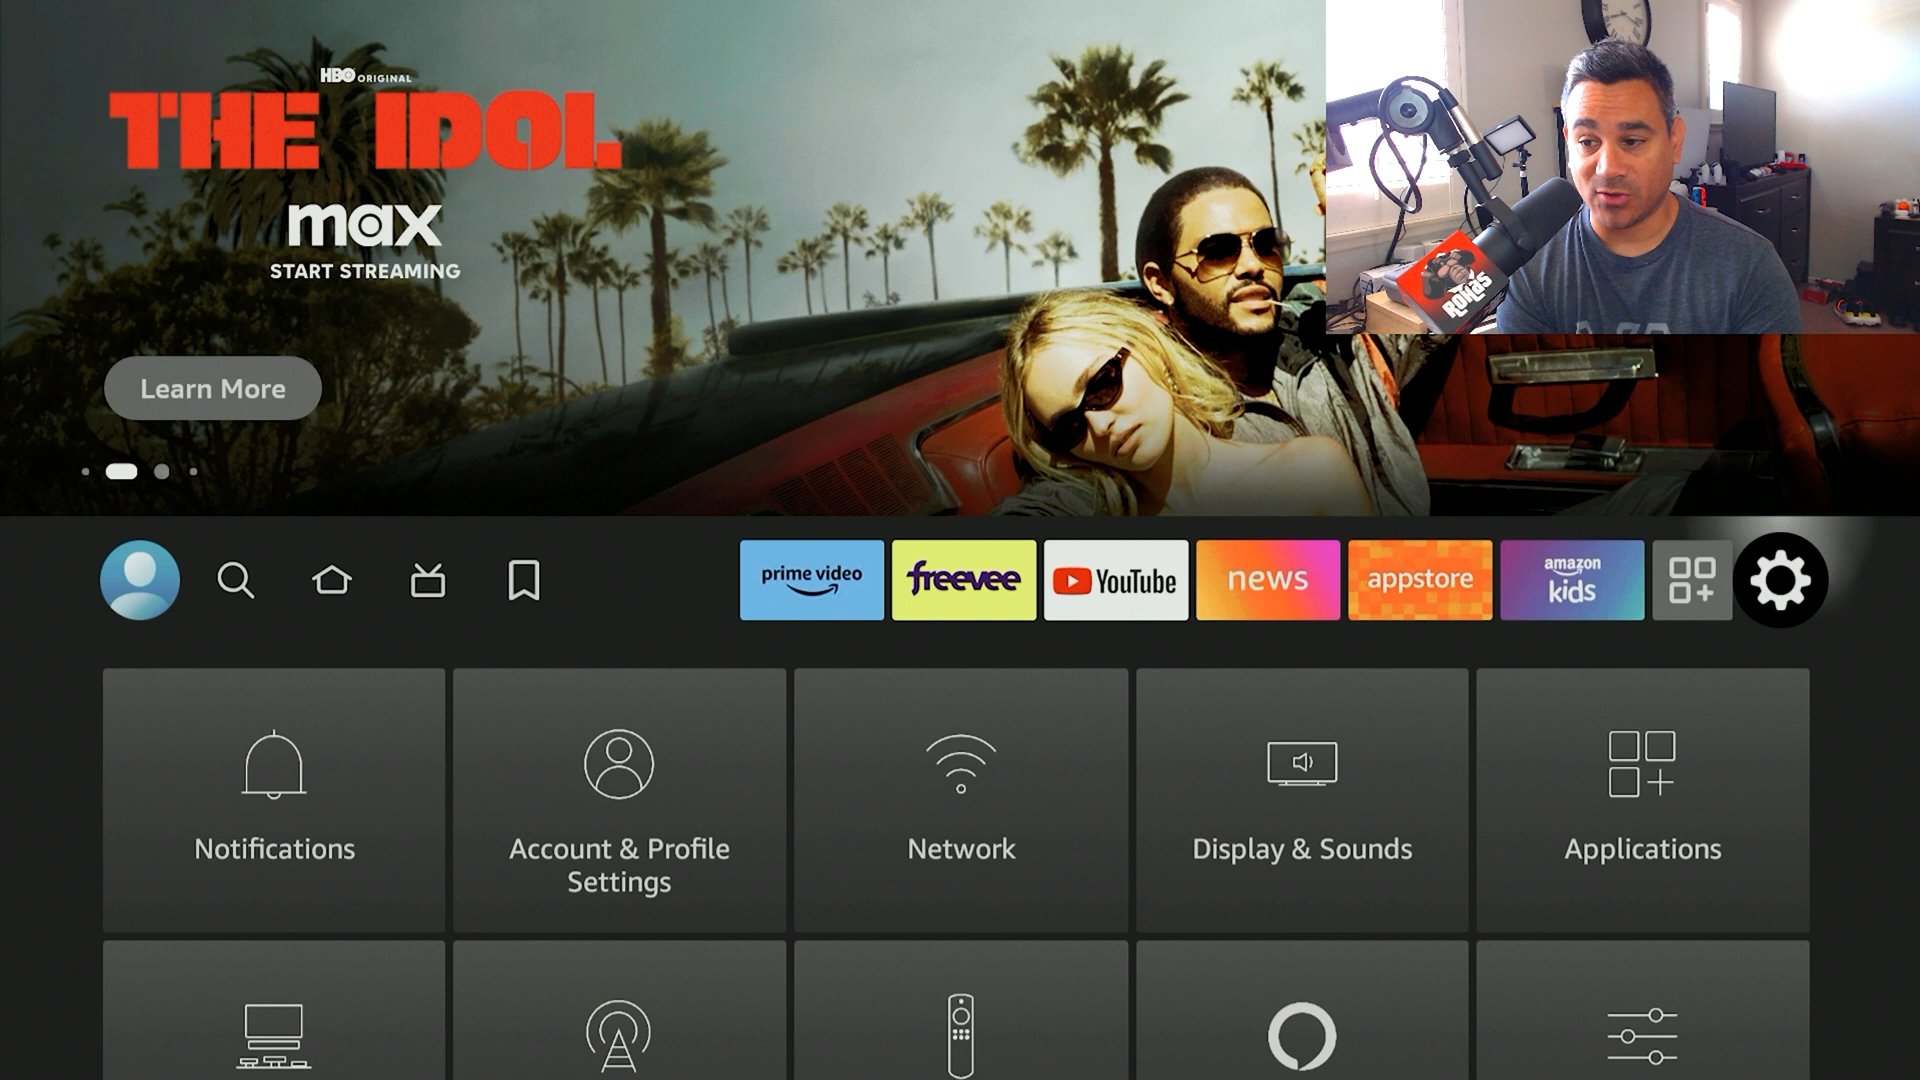 HBO ORIGINAL
THE IDOL
max
START STREAMING
Learn More
ROKAS
prime video
freevee
YouTube
news
appstore
amazon
kids
Notifications
Account & Profile
Settings
Network
Display & Sounds
Applications